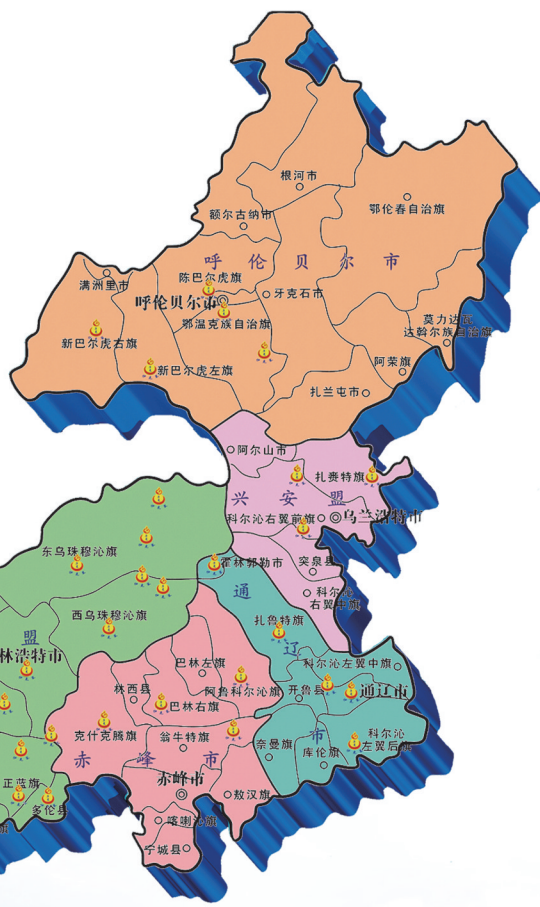 根河市
鄂伦春自治旗
额尔古纳市
呼伦贝尔市
陈巴尔虎旗
满洲里市
牙克石市
呼伦贝尔市
鄂温克族自治旗
莫力达瓦
达斡尔族自治旗
新巴尔虎右旗
新巴尔虎左旗
阿荣旗
扎兰屯市
阿尔山市
扎赉特旗
兴安盟
科尔沁右翼前旗
乌兰浩特市
东乌珠穆沁旗
霍林郭勒市
突泉县
科尔沁
右翼中旗
通辽市
西乌珠穆沁旗
扎鲁特旗
盟
林浩特市
巴林左旗
科尔沁左翼中旗
林西县
阿鲁科尔沁旗
开鲁县
通辽市
巴林右旗
克什克腾旗
翁牛特旗
科尔沁
左翼后旗
奈曼旗
库伦旗
赤峰市
赤峰市
正蓝旗
敖汉旗
多伦县
喀喇沁旗
宁城县